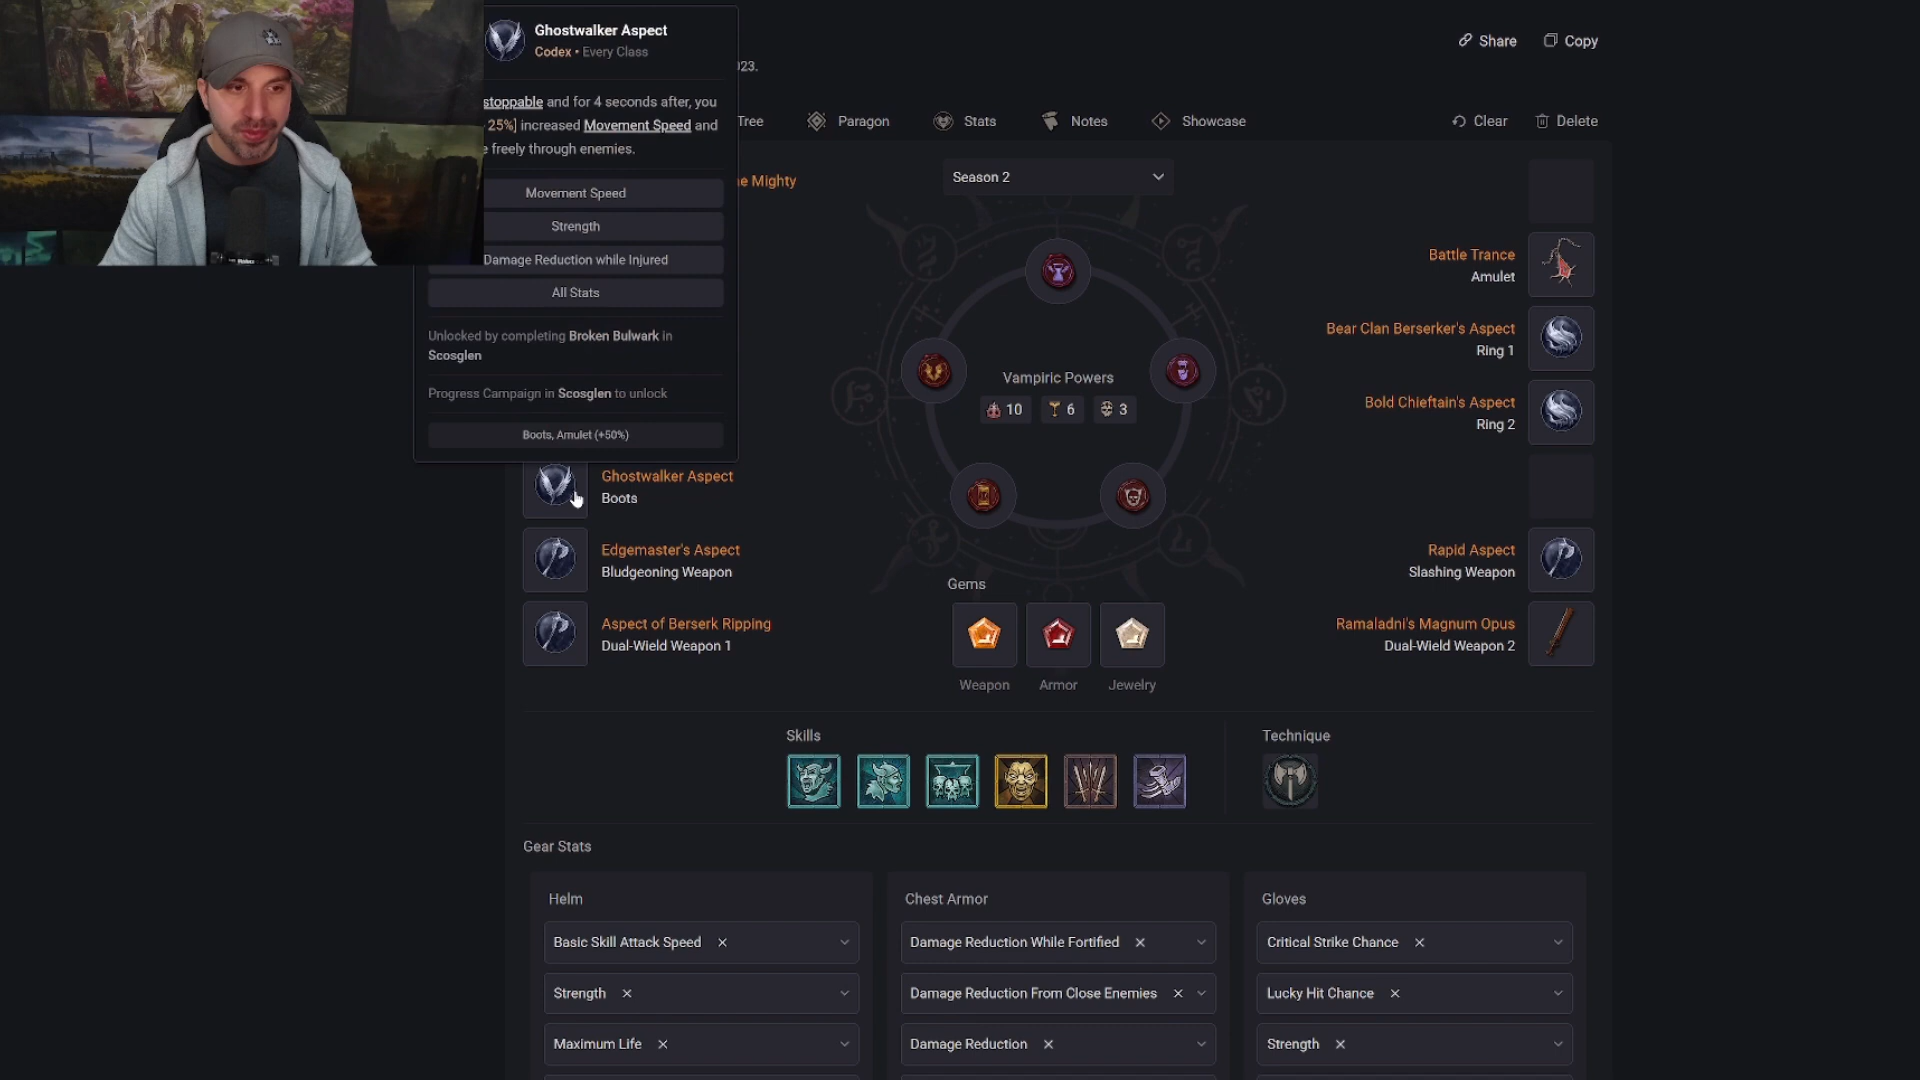 Ghostwalker Aspect
Codex • Every Class
stoppable and for 4 seconds after, you
25%] increased Movement Speed and
freely through enemies.
Movement Speed
Strength
Damage Reduction while Injured
All Stats
Unlocked by completing Broken Bulwark in
Scosglen
Progress Campaign in Scosglen to unlock
Boots, Amulet (+50%)
023.
Share
Copy
Tree
Paragon
Stats
Notes
Showcase
Clear
Delete
e Mighty
Season 2
Vampiric Powers
10
6
3
Battle Trance
Amulet
Bear Clan Berserker's Aspect
Ring 1
Bold Chieftain's Aspect
Ring 2
Ghostwalker Aspect
Boots
Edgemaster's Aspect
Bludgeoning Weapon
Aspect of Berserk Ripping
Dual-Wield Weapon 1
Rapid Aspect
Slashing Weapon
Ramaladni's Magnum Opus
Dual-Wield Weapon 2
Gems
Weapon
Armor
Jewelry
Skills
Technique
Gear Stats
Helm
Basic Skill Attack Speed ×
Strength ×
Maximum Life ×
Chest Armor
Damage Reduction While Fortified ×
Damage Reduction From Close Enemies ×
Damage Reduction ×
Gloves
Critical Strike Chance ×
Lucky Hit Chance ×
Strength ×